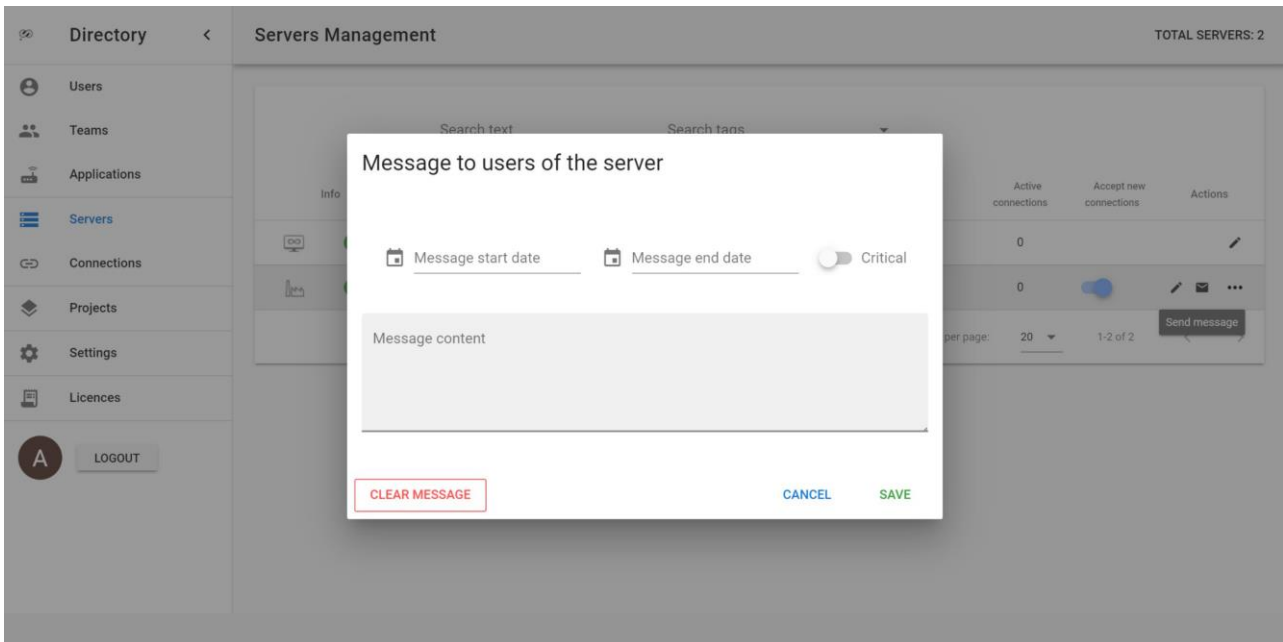 Directory
Servers Management
TOTAL SERVERS: 2
Users
Teams
Applications
Servers
Connections
Projects
Settings
Licences
A
LOGOUT
Search text
Search tags
Info
Active connections
Accept new connections
Actions
0
0
Send message
per page:
20
1-2 of 2
Message to users of the server
Message start date
Message end date
Critical
Message content
CLEAR MESSAGE
CANCEL
SAVE